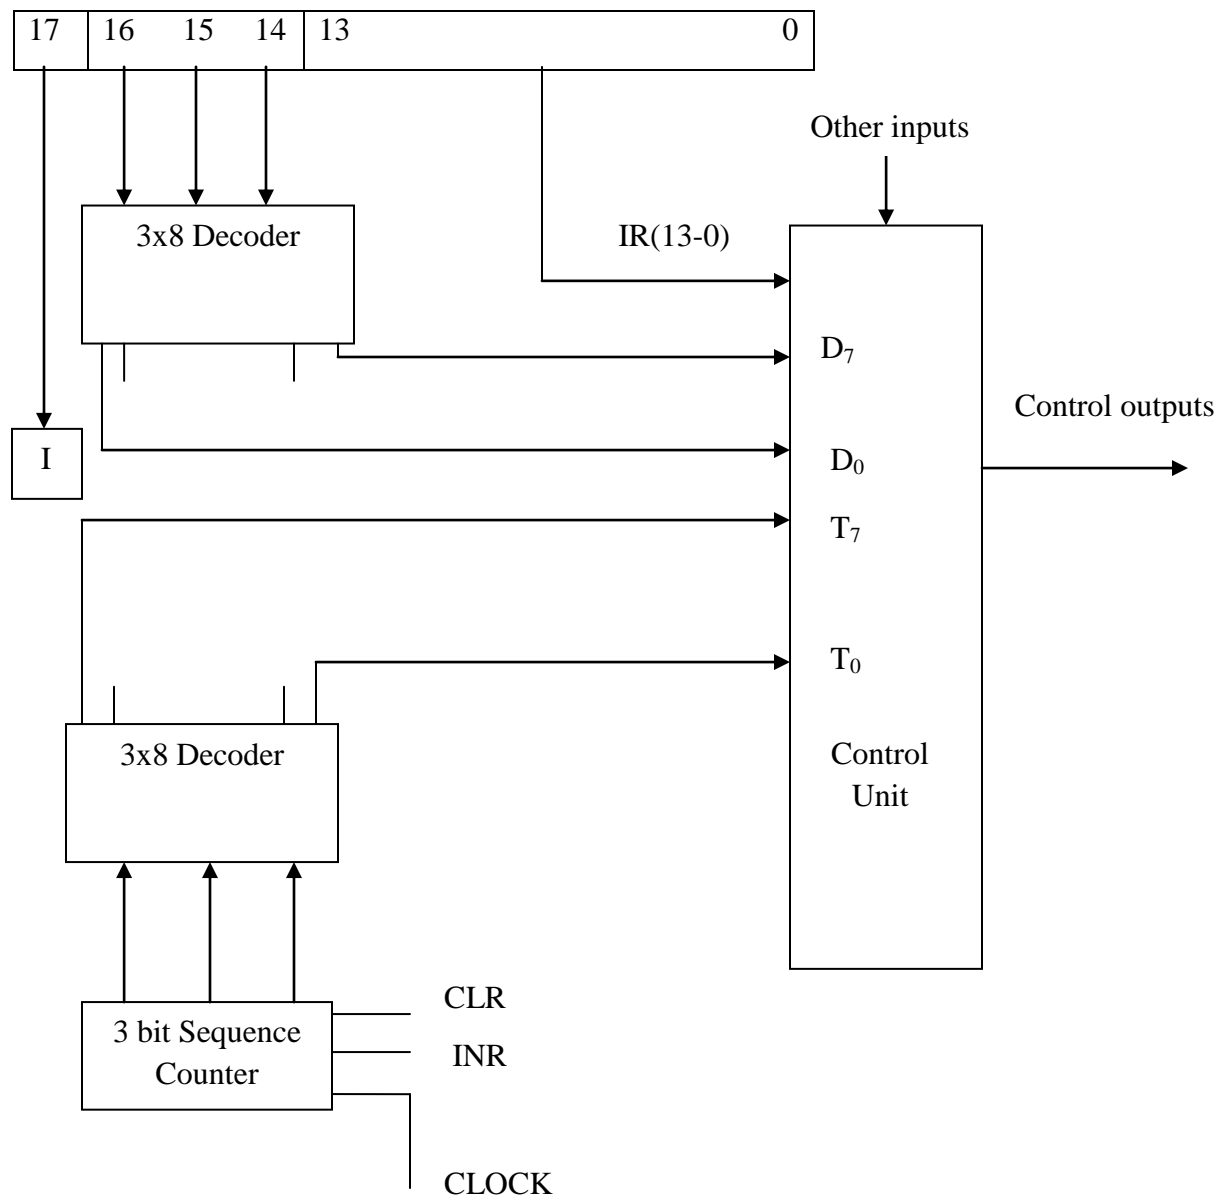 17 16 15 14 13 0
Other inputs
3x8 Decoder
IR(13-0)
D₇
Control outputs
I
D₀
T₇
T₀
3x8 Decoder
Control
Unit
CLR
3 bit Sequence
Counter
INR
CLOCK